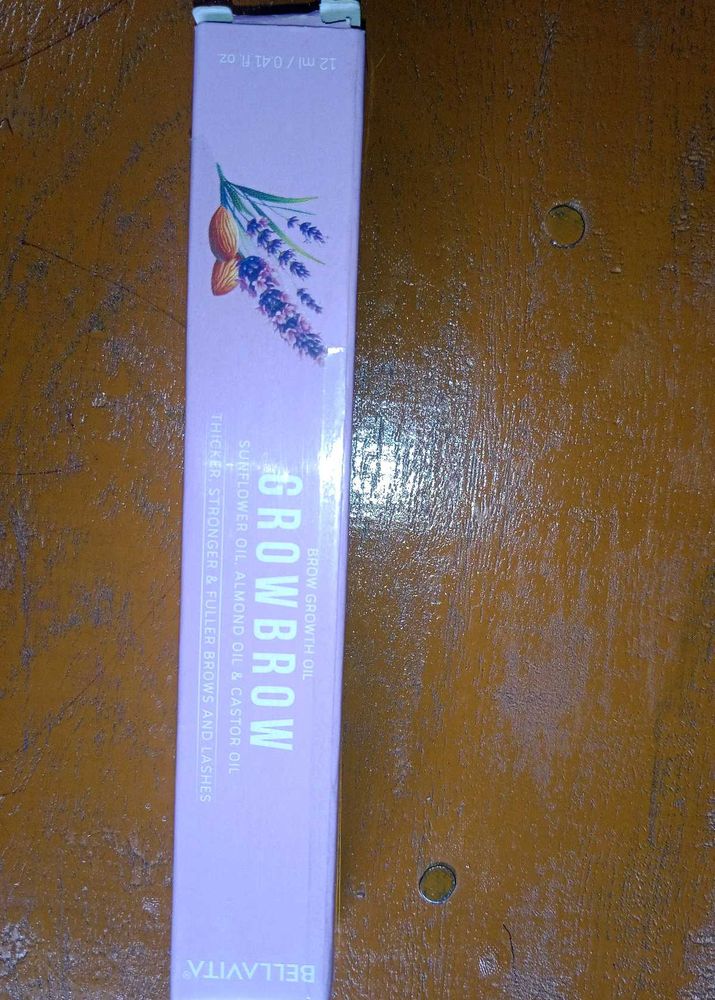 BELLAVITA®
BROW GROWTH OIL
GROWBROW
SUNFLOWER OIL, ALMOND OIL & CASTOR OIL
THICKER, STRONGER & FULLER BROWS AND LASHES
12 ml / 0.41 fl. oz